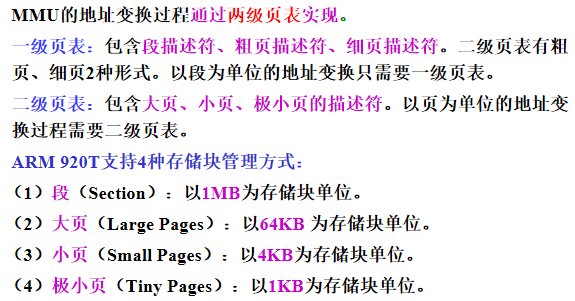 MMU的地址变换过程通过两级页表实现。
一级页表：包含段描述符、粗页描述符、细页描述符。二级页表有粗
页、细页2种形式。以段为单位的地址变换只需要一级页表。
二级页表：包含大页、小页、极小页的描述符。以页为单位的地址变
换过程需要二级页表。
ARM 920T支持4种存储块管理方式：
（1）段（Section）：以1MB为存储块单位。
（2）大页（Large Pages）：以64KB 为存储块单位。
（3）小页（Small Pages）：以4KB为存储块单位。
（4）极小页（Tiny Pages）：以1KB为存储块单位。